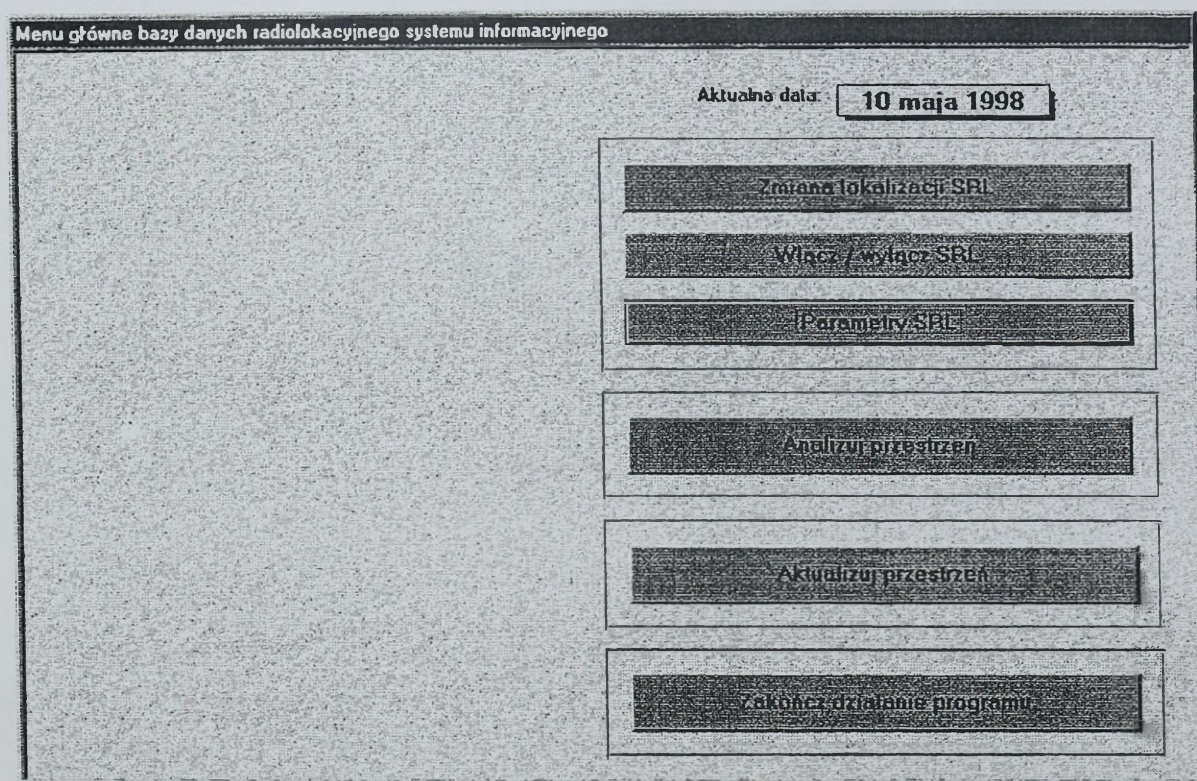 Menu główne bazy danych radiolokacyjnego systemu informacyjnego
Aktualna data: 10 maja 1998
Zmiana lokalizacji SRL
Włącz / wyłącz SRL
Parametry SRL
Analizuj przestrzeń
Aktualizuj przestrzeń
Zakończ działanie programu